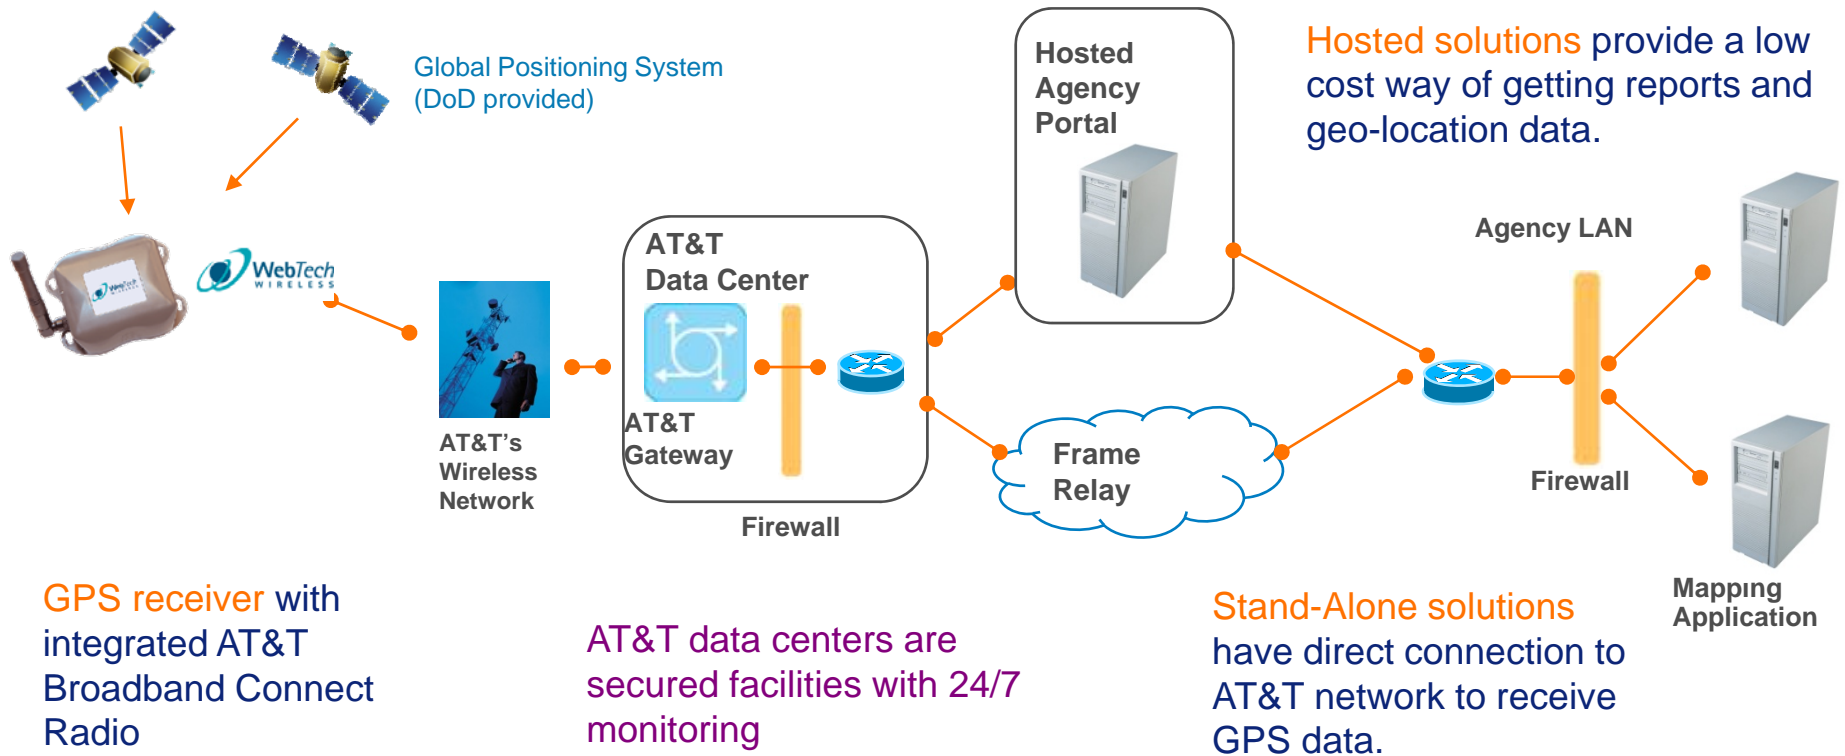 Global Positioning System
(DoD provided)
Hosted
Agency
Portal
Hosted solutions provide a low
cost way of getting reports and
geo-location data.
WebTech
WIRELESS
WebTech
AT&T
Data Center
Agency LAN
AT&T's
Wireless
Network
AT&T
Gateway
Firewall
Frame
Relay
Firewall
Mapping
Application
GPS receiver with
integrated AT&T
Broadband Connect
Radio
AT&T data centers are
secured facilities with 24/7
monitoring
Stand-Alone solutions
have direct connection to
AT&T network to receive
GPS data.